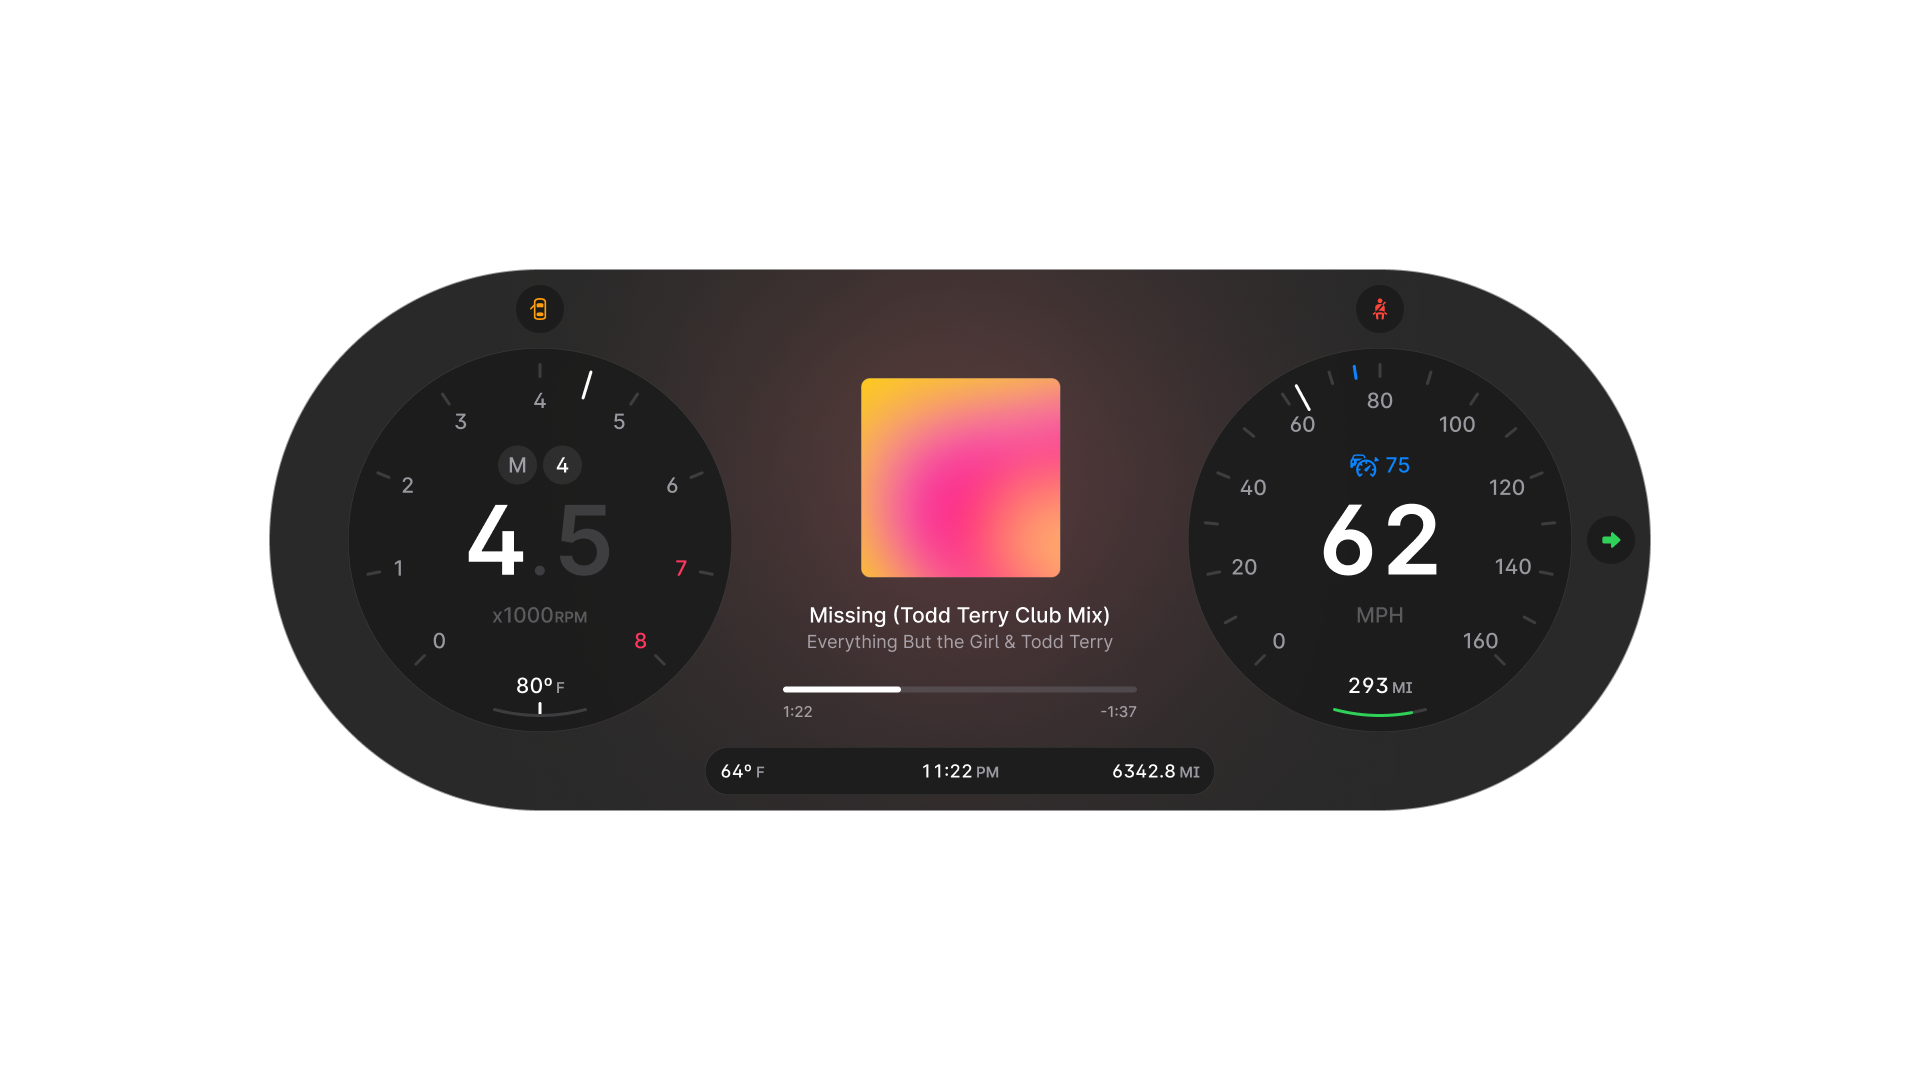 4
3
5
2
6
1
7
0
8
M 4
4.5
x1000RPM
80º F
Missing (Todd Terry Club Mix)
Everything But the Girl & Todd Terry
1:22 -1:37
64º F 11:22 PM 6342.8 MI
80
60
100
40
120
20
140
0
160
75
62
MPH
293 MI